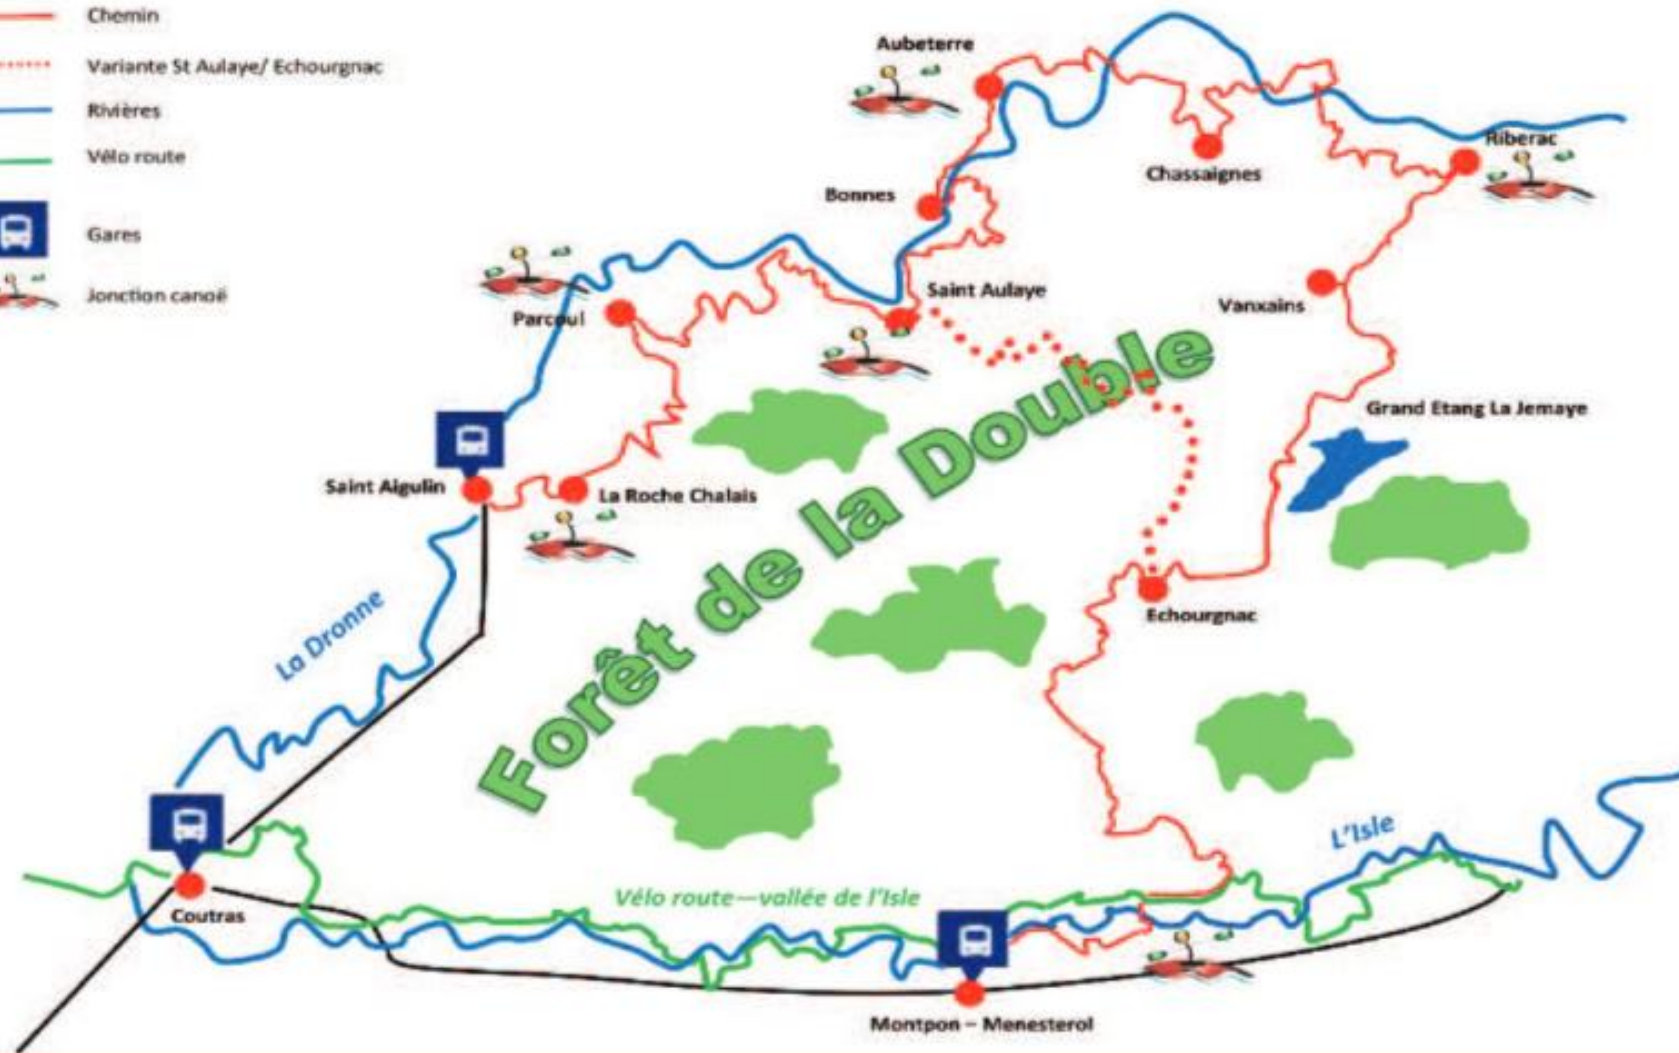 Chemin
Variante St Aulaye/ Echourgnac
Rivières
Vélo route
Gares
Jonction canoë
Aubeterre
Riberac
Chassaignes
Bonnes
Saint Aulaye
Vanxains
Parcoul
Grand Etang La Jemaye
Saint Aigulin
La Roche Chalais
Forêt de la Double
Echourgnac
La Dronne
L'Isle
Vélo route—vallée de l'Isle
Coutras
Montpon – Menesterol